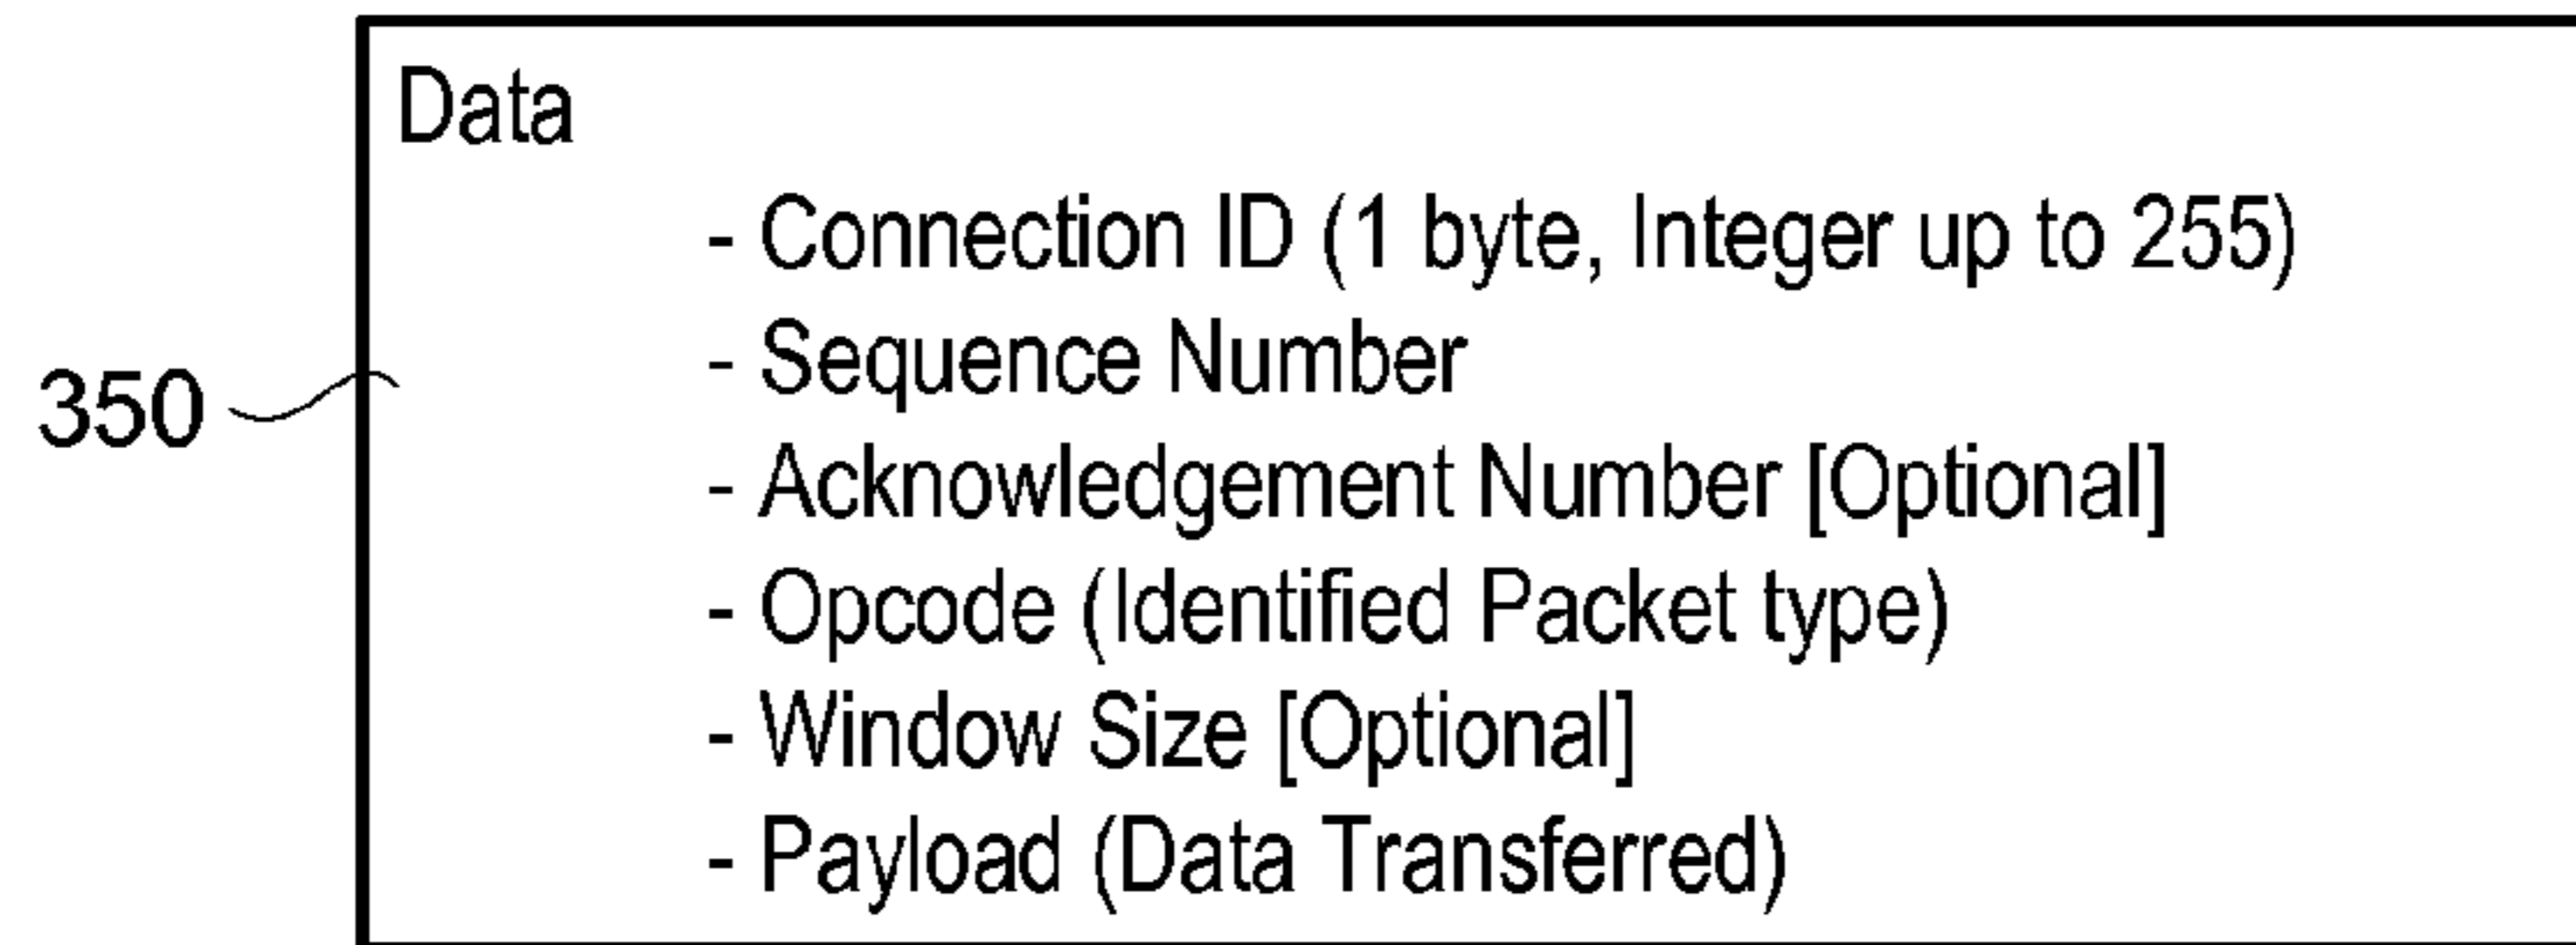 Data
- Connection ID (1 byte, Integer up to 255)
- Sequence Number
350
- Acknowledgement Number [Optional]
- Opcode (Identified Packet type)
- Window Size [Optional]
- Payload (Data Transferred)